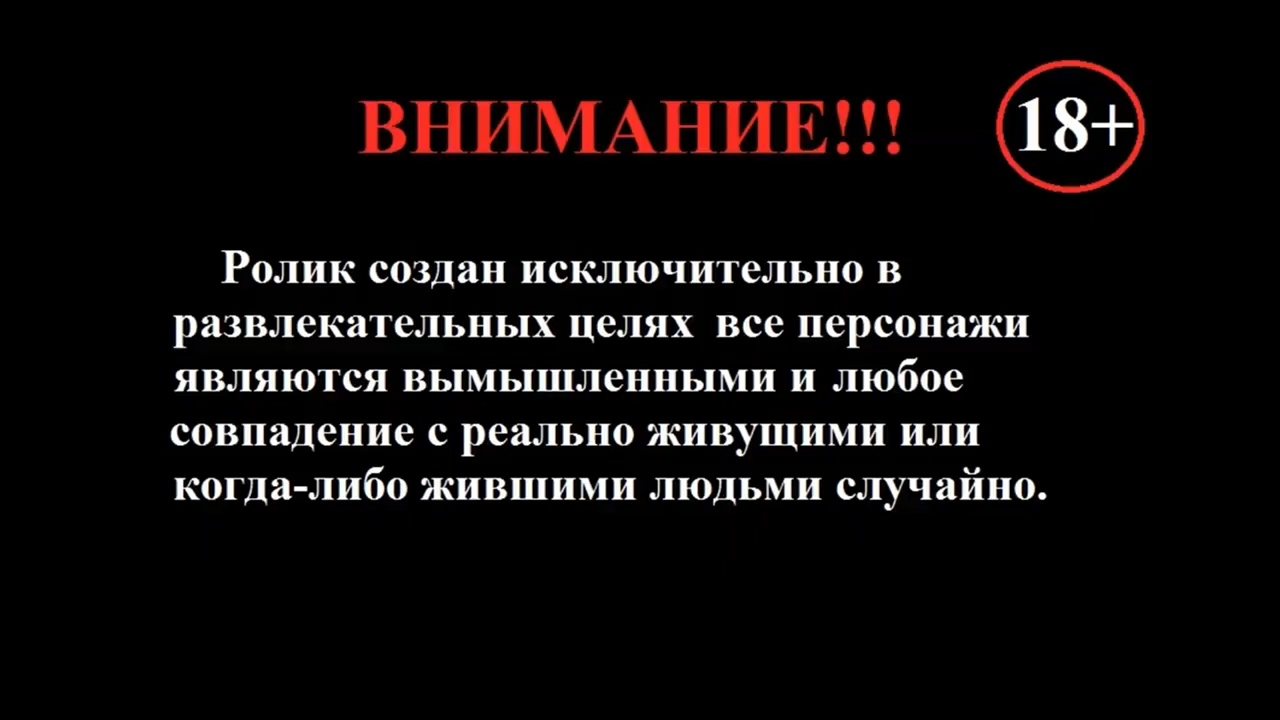 ВНИМАНИЕ!!!
18+
Ролик создан исключительно в
развлекательных целях все персонажи
являются вымышленными и любое
совпадение с реально живущими или
когда-либо жившими людьми случайно.